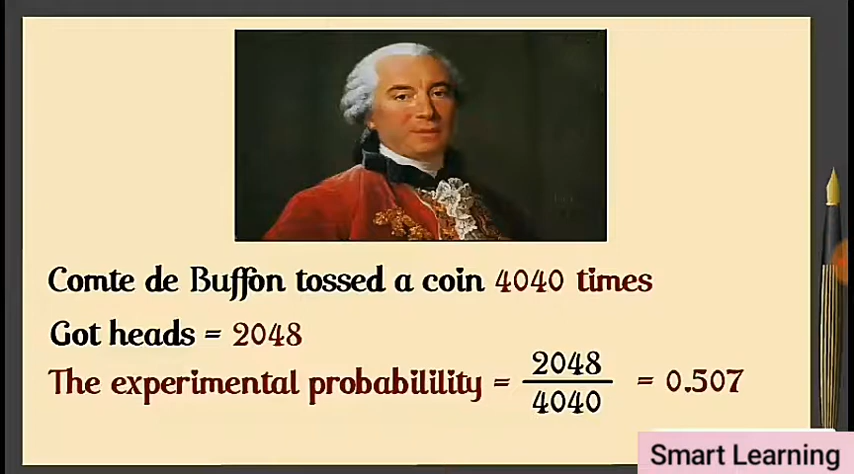 Comte de Buffon tossed a coin 4040 times
Got heads = 2048
The experimental probabilility = 2048/4040 = 0.507
Smart Learning